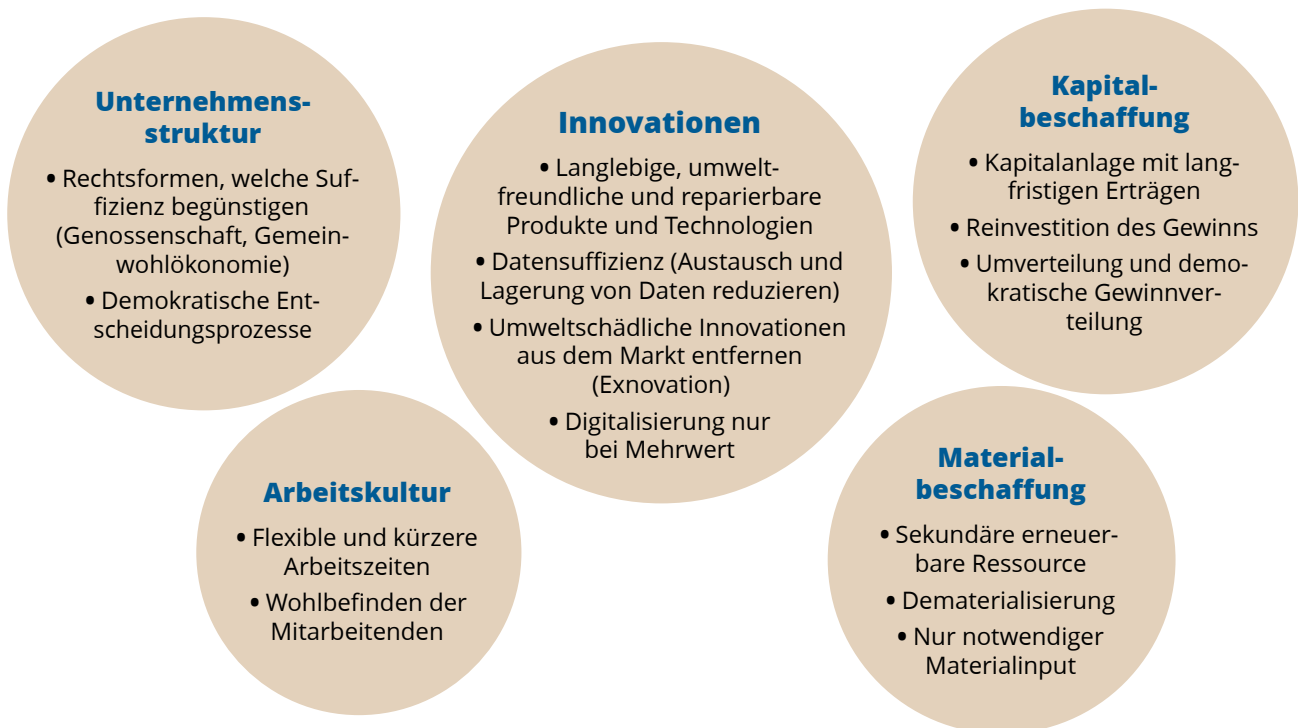 Unternehmens-
struktur
• Rechtsformen, welche Suf-
fizienz begünstigen
(Genossenschaft, Gemein-
wohlökonomie)
• Demokratische Ent-
scheidungsprozesse
Innovationen
• Langlebige, umwelt-
freundliche und reparierbare
Produkte und Technologien
• Datensuffizienz (Austausch und
Lagerung von Daten reduzieren)
• Umweltschädliche Innovationen
aus dem Markt entfernen
(Exnovation)
• Digitalisierung nur
bei Mehrwert
Kapital-
beschaffung
• Kapitalanlage mit lang-
fristigen Erträgen
• Reinvestition des Gewinns
• Umverteilung und demo-
kratische Gewinnver-
teilung
Arbeitskultur
• Flexible und kürzere
Arbeitszeiten
• Wohlbefinden der
Mitarbeitenden
Material-
beschaffung
• Sekundäre erneuer-
bare Ressource
• Dematerialisierung
• Nur notwendiger
Materialinput